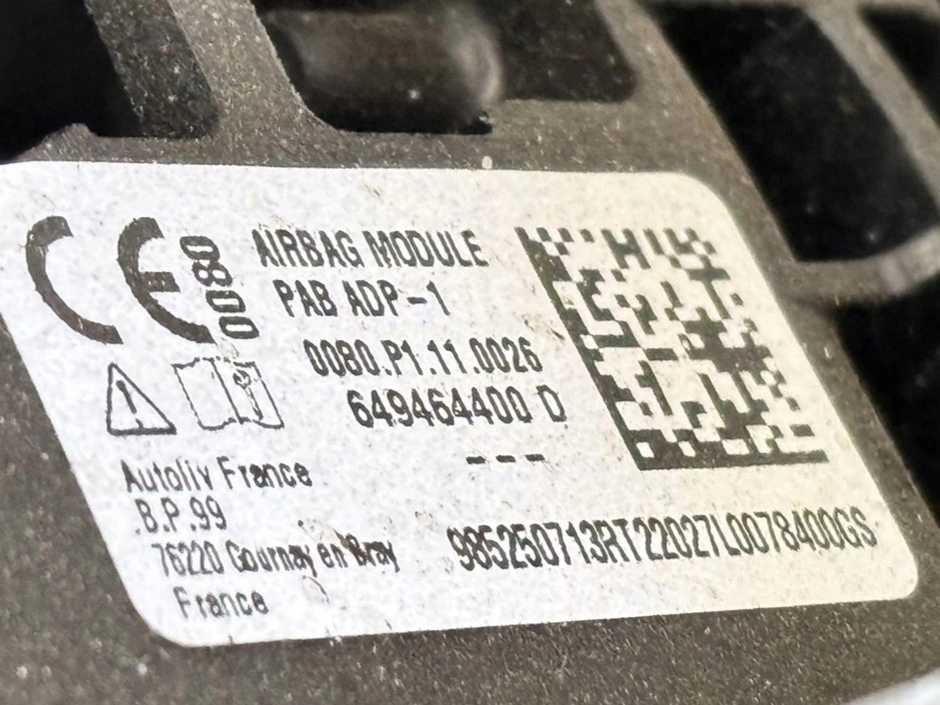 CE 0080
AIRBAG MODULE
PAB ADP-1
0080.P1.11.0026
649464400 D
---
Autoliv France
B.P.99
76220 Gournay en Bray
France
985250713RT22027L0078400GS